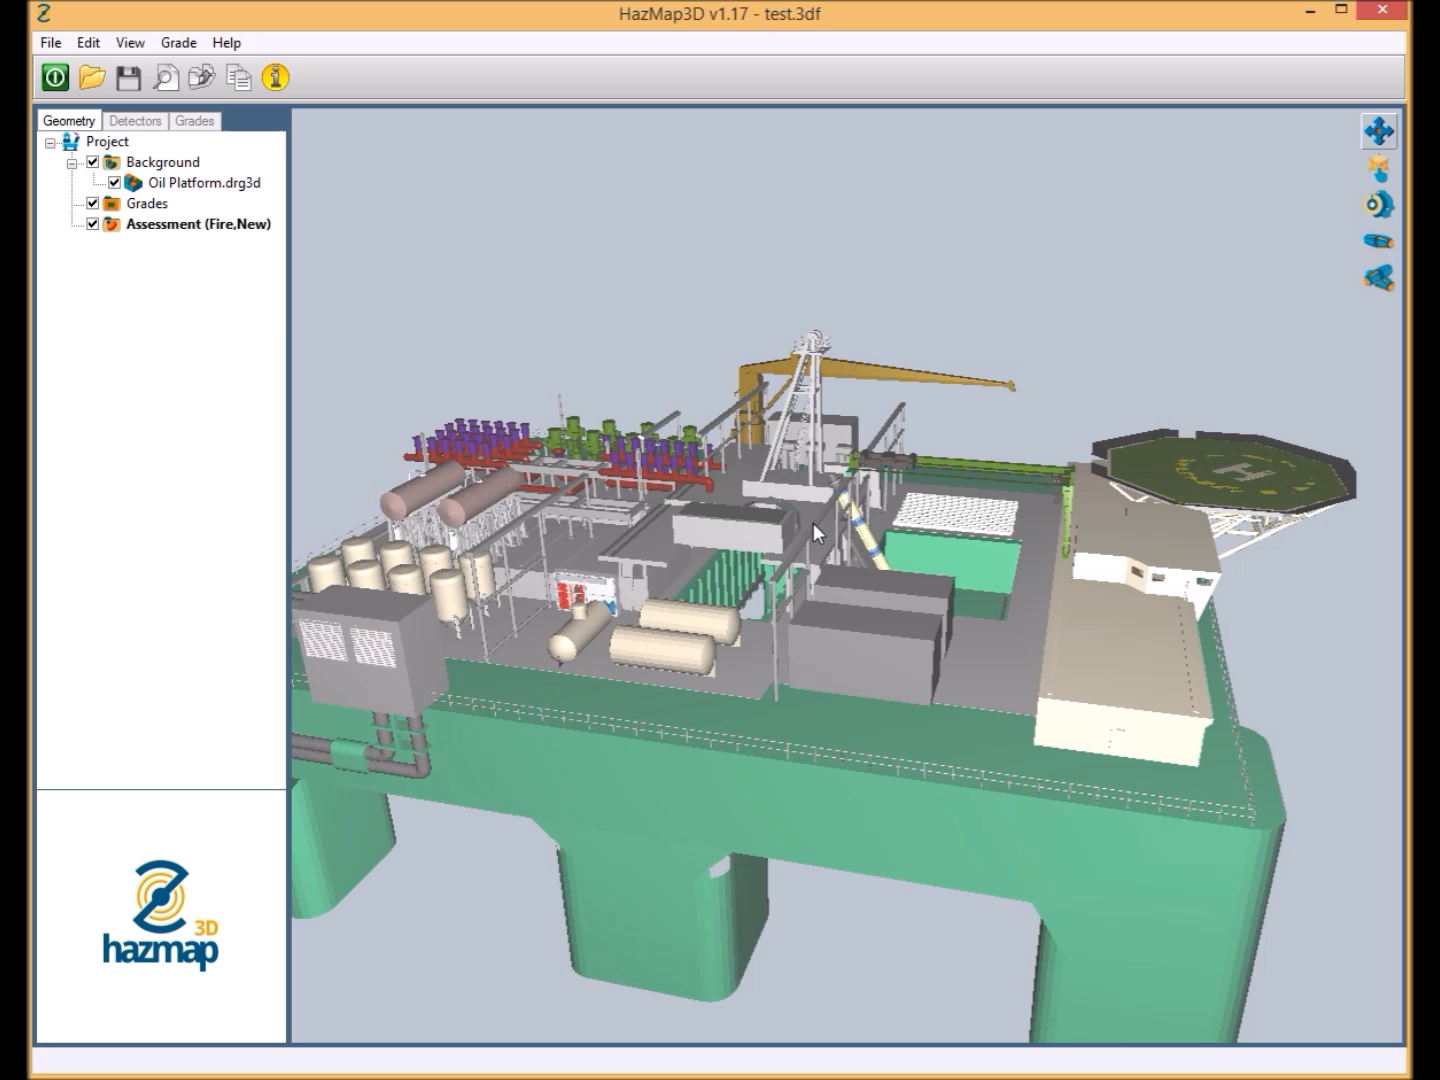 HazMap3D v1.17 - test.3df
File Edit View Grade Help
Geometry Detectors Grades
Project
Background
Oil Platform.drg3d
Grades
Assessment (Fire,New)
H
3D
hazmap